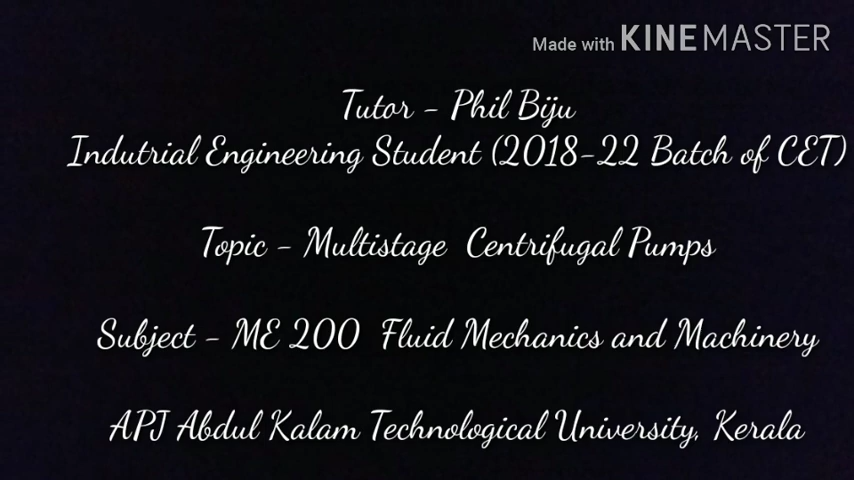 Made with KINEMASTER
Tutor - Phil Biju
Indutrial Engineering Student (2018-22 Batch of CET)
Topic - Multistage Centrifugal Pumps
Subject - ME 200 Fluid Mechanics and Machinery
APJ Abdul Kalam Technological University, Kerala